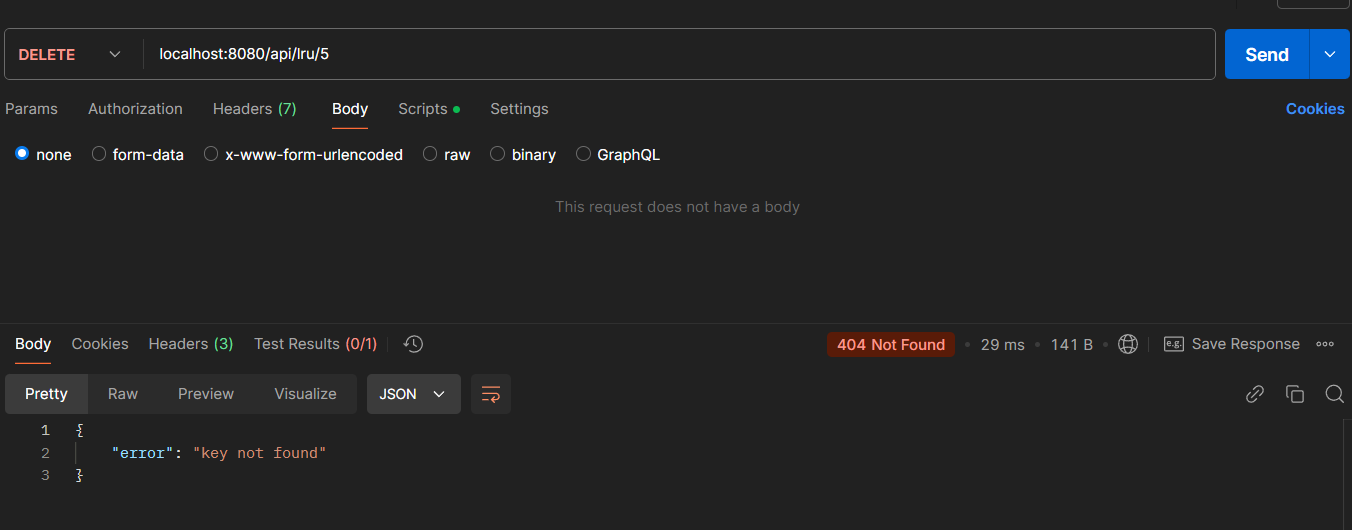 DELETE localhost:8080/api/lru/5 Send
Params Authorization Headers (7) Body Scripts Settings Cookies
none form-data x-www-form-urlencoded raw binary GraphQL
This request does not have a body
Body Cookies Headers (3) Test Results (0/1) 404 Not Found 29 ms 141 B e.g. Save Response
Pretty Raw Preview Visualize JSON
1 {
2 "error": "key not found"
3 }